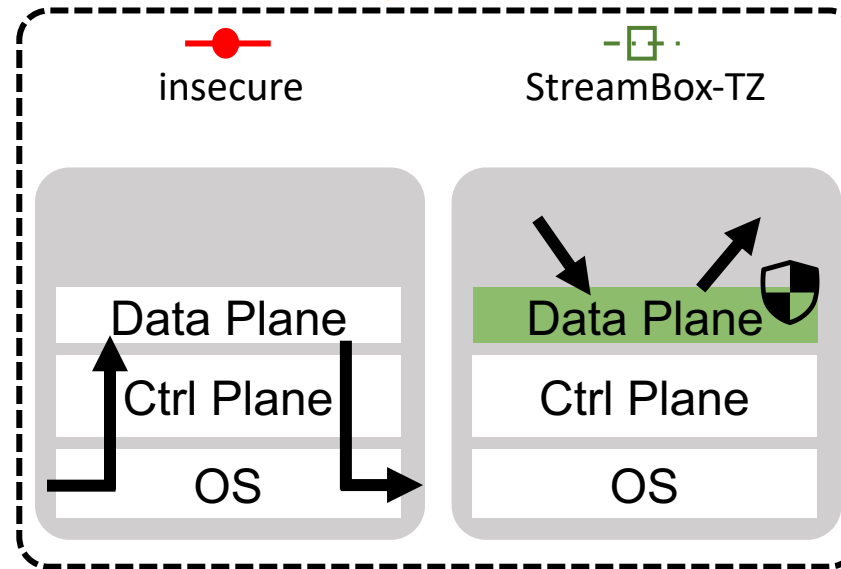 insecure
StreamBox-TZ
Data Plane
Ctrl Plane
OS
Data Plane
Ctrl Plane
OS